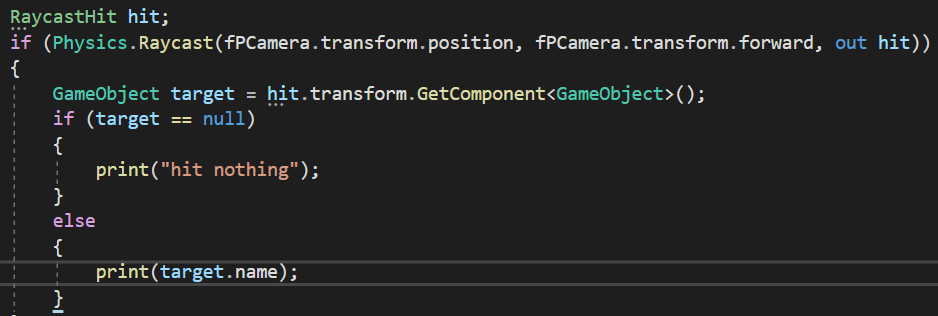 RaycastHit hit;
if (Physics.Raycast(fPCamera.transform.position, fPCamera.transform.forward, out hit))
{
GameObject target = hit.transform.GetComponent<GameObject>();
if (target == null)
{
print("hit nothing");
}
else
{
print(target.name);
}